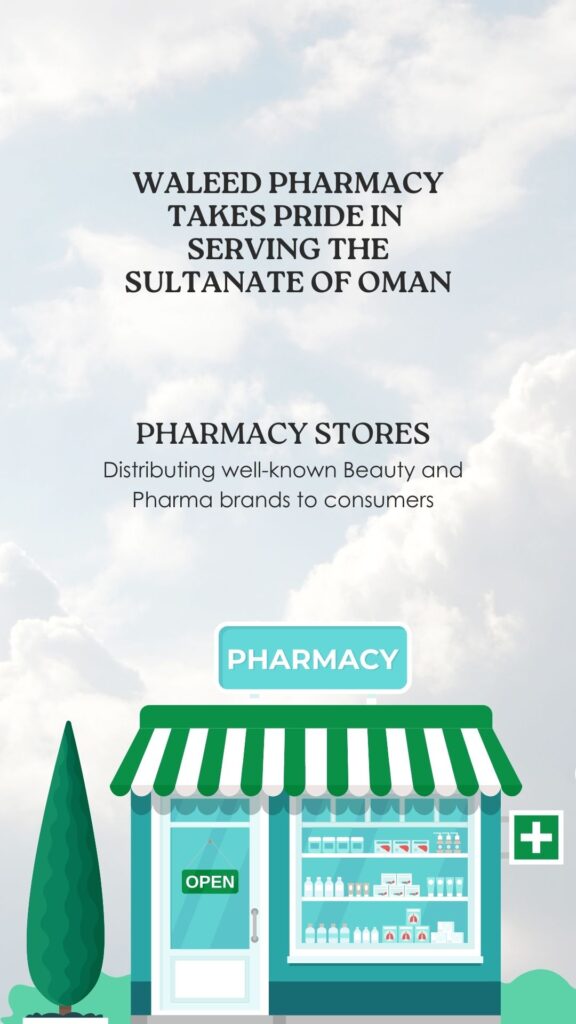 WALEED PHARMACY
TAKES PRIDE IN
SERVING THE
SULTANATE OF OMAN
PHARMACY STORES
Distributing well-known Beauty and
Pharma brands to consumers
PHARMACY
OPEN